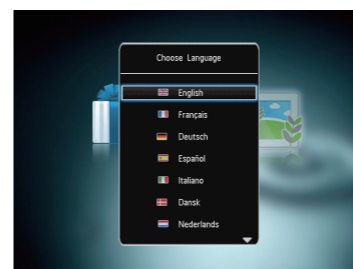 Choose Language
English
Français
Deutsch
Español
Italiano
Dansk
Nederlands